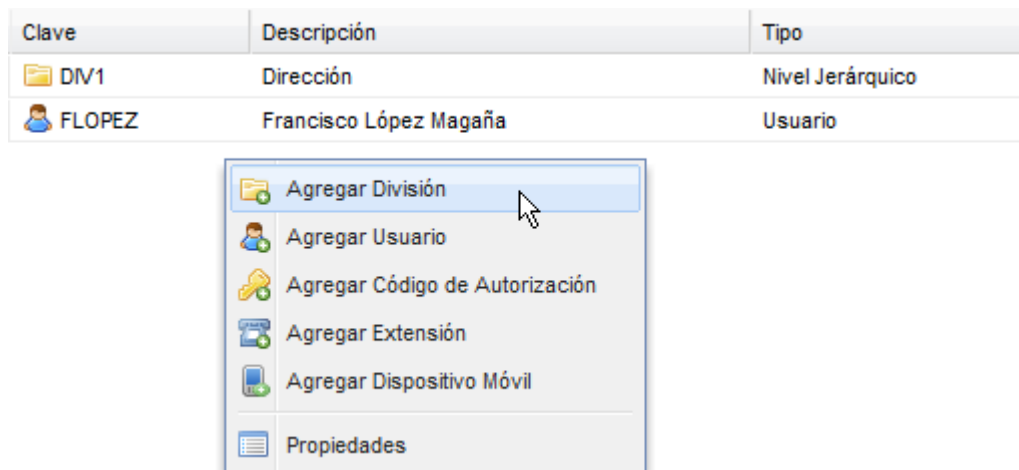 Clave Descripción Tipo
DIV1 Dirección Nivel Jerárquico
FLOPEZ Francisco López Magaña Usuario
Agregar División
Agregar Usuario
Agregar Código de Autorización
Agregar Extensión
Agregar Dispositivo Móvil
Propiedades